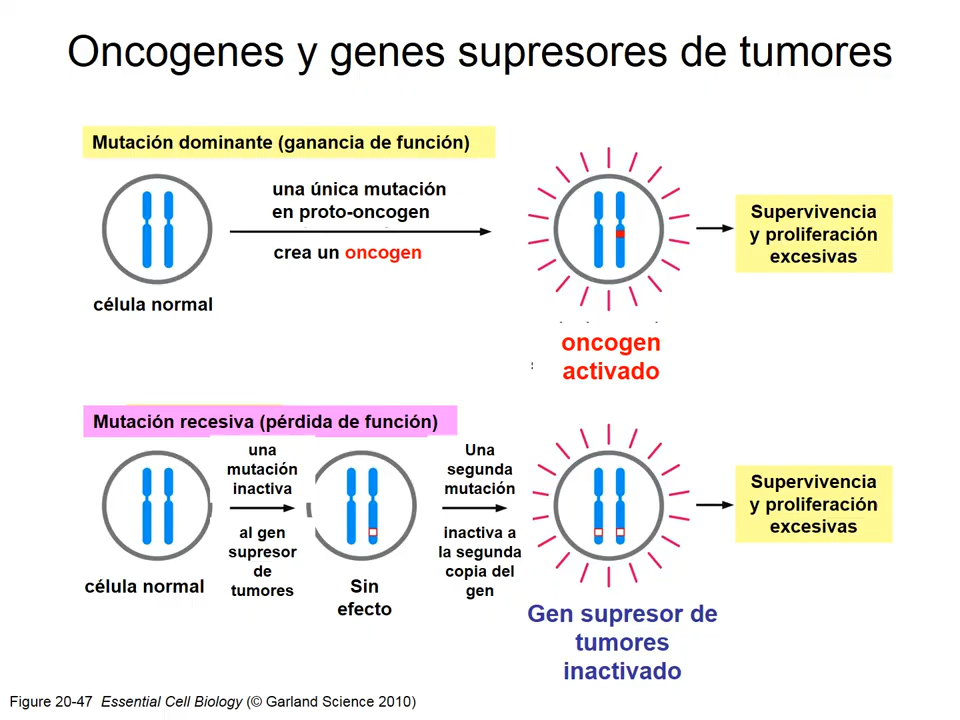 Oncogenes y genes supresores de tumores
Mutación dominante (ganancia de función)
una única mutación
en proto-oncogen
crea un oncogen
célula normal
oncogen
activado
Supervivencia
y proliferación
excesivas
Mutación recesiva (pérdida de función)
célula normal
una
mutación
inactiva
al gen
supresor
de
tumores
Sin
efecto
Una
segunda
mutación
inactiva a
la segunda
copia del
gen
Gen supresor de
tumores
inactivado
Supervivencia
y proliferación
excesivas
Figure 20-47 Essential Cell Biology (© Garland Science 2010)